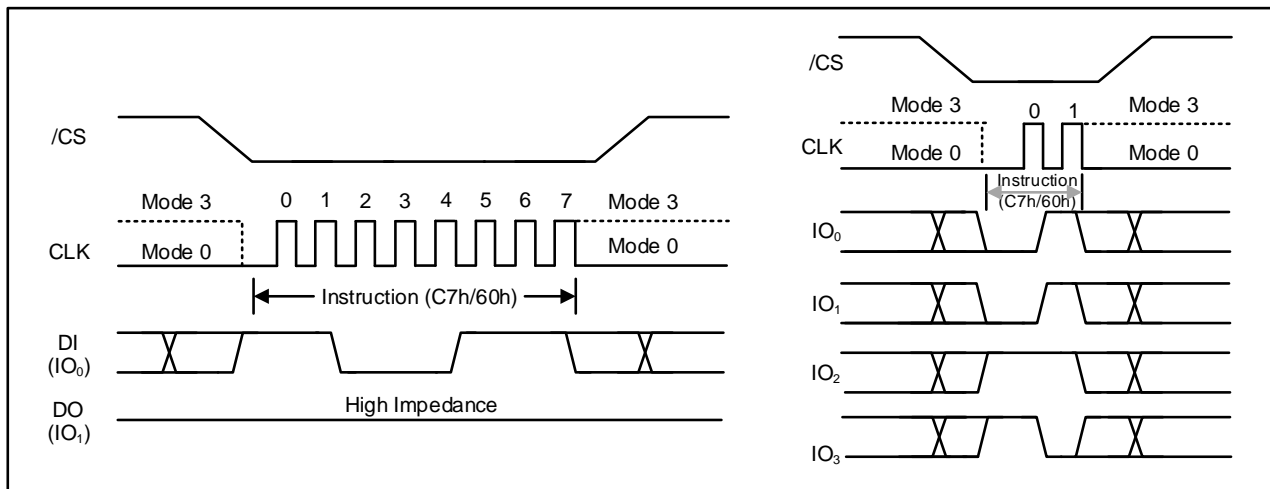 /CS
Mode 3
0 1 2 3 4 5 6 7
Mode 3
CLK
Mode 0
Mode 0
Instruction (C7h/60h)
DI
(IO₀)
High Impedance
DO
(IO₁)
/CS
Mode 3
0 1
Mode 3
CLK
Mode 0
Mode 0
Instruction
(C7h/60h)
IO₀
IO₁
IO₂
IO₃